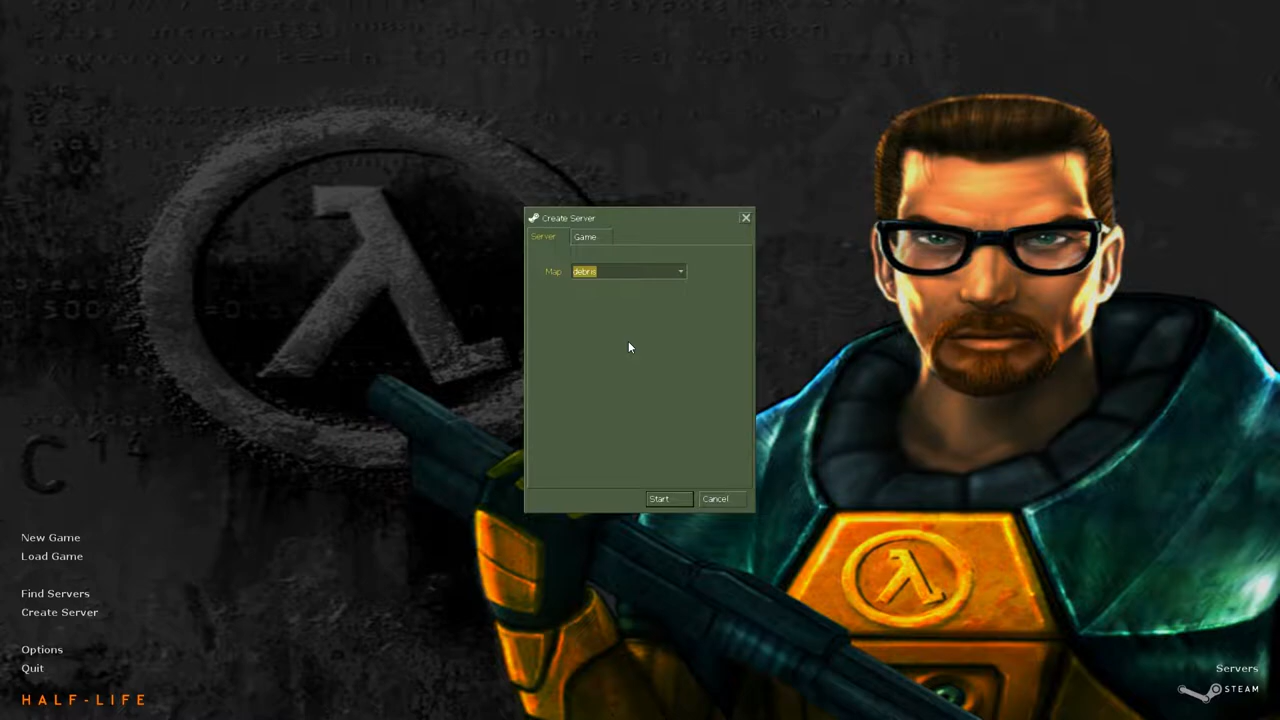 Create Server
Server
Game
Map
debris
Start
Cancel
New Game
Load Game
Find Servers
Create Server
Options
Quit
HALF-LIFE
Servers
STEAM
C¹⁴